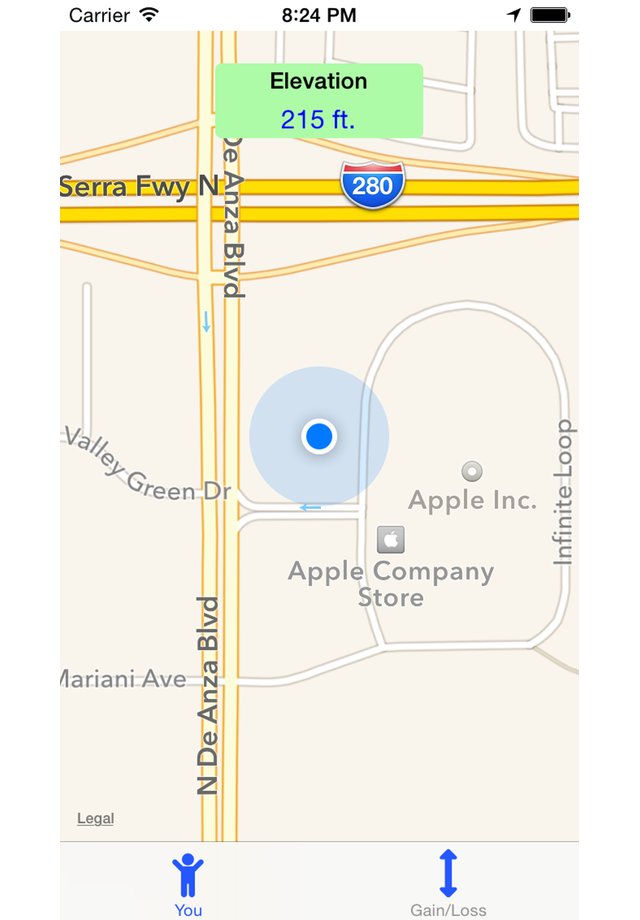 Carrier
8:24 PM
Elevation
215 ft.
De Anza Blvd
Serra Fwy N
280
Valley Green Dr
Apple Inc.
Infinite Loop
Apple Company
Store
Mariani Ave
N De Anza Blvd
Legal
You
Gain/Loss